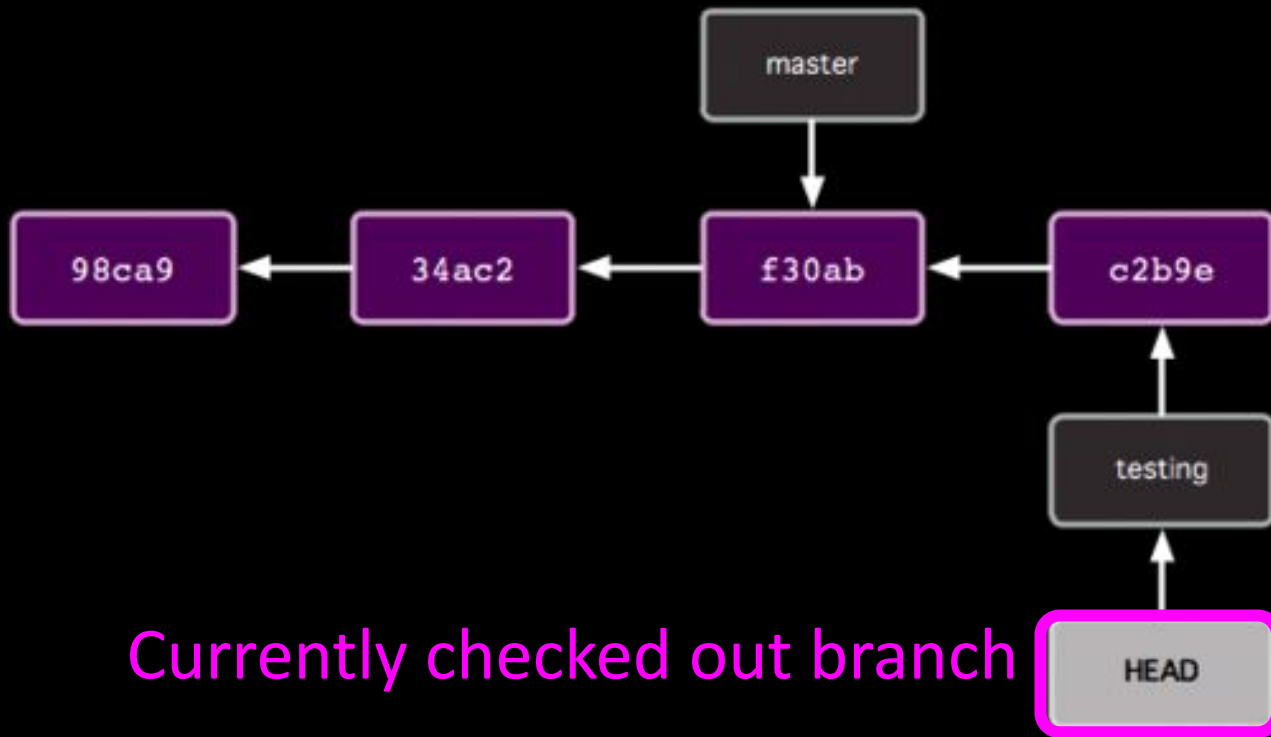 master
98ca9
34ac2
f30ab
c2b9e
testing
Currently checked out branch
HEAD